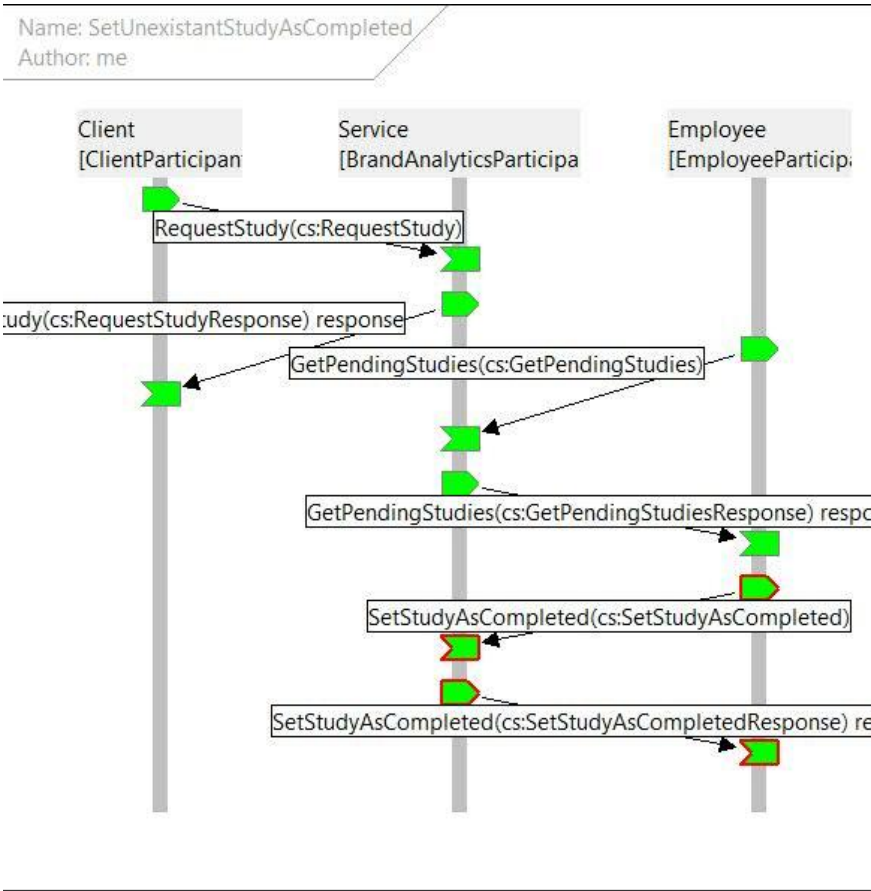 Name: SetUnexistantStudyAsCompleted
Author: me
Client
[ClientParticipan
Service
[BrandAnalyticsParticipa
Employee
[EmployeeParticipa
RequestStudy(cs:RequestStudy)
tudy(cs:RequestStudyResponse) response
GetPendingStudies(cs:GetPendingStudies)
GetPendingStudies(cs:GetPendingStudiesResponse) respo
SetStudyAsCompleted(cs:SetStudyAsCompleted)
SetStudyAsCompleted(cs:SetStudyAsCompletedResponse) re